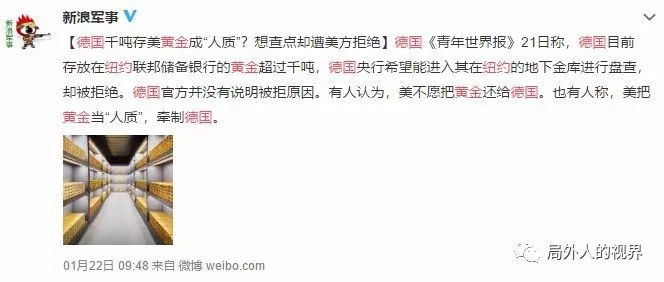 新浪军事
新浪
军事
【德国千吨存美黄金成“人质”？想查点却遭美方拒绝】德国《青年世界报》21日称，德国目前
存放在纽约联邦储备银行的黄金超过千吨，德国央行希望能进入其在纽约的地下金库进行盘查，
却被拒绝。德国官方并没有说明被拒原因。有人认为，美不愿把黄金还给德国。也有人称，美把
黄金当“人质”，牵制德国。
局外人的视界
01月22日 09:48 来自 微博 weibo.com